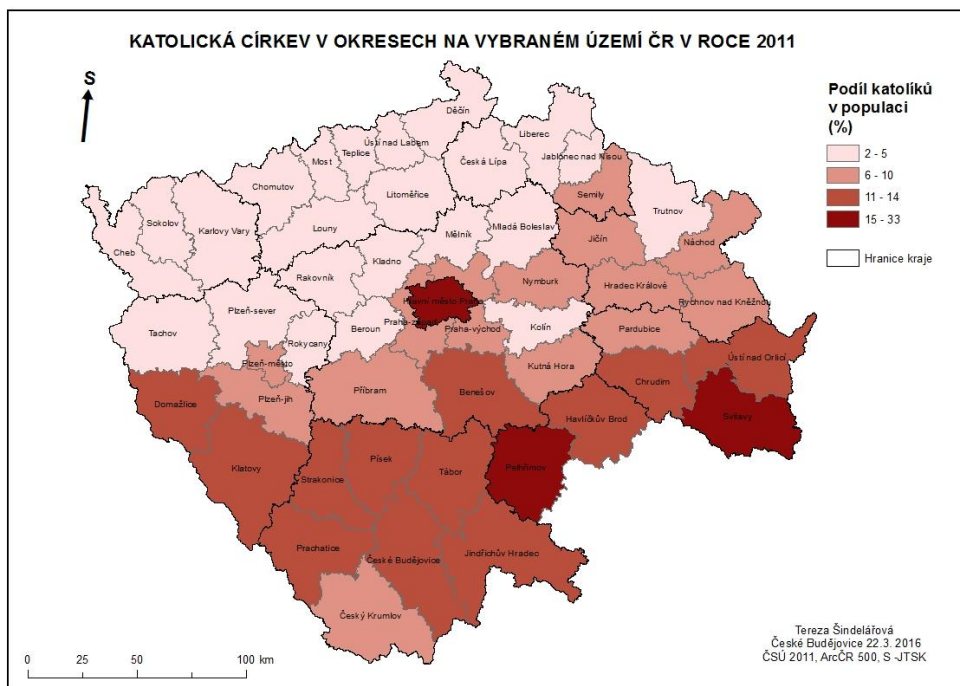 KATOLICKÁ CÍRKEV V OKRESECH NA VYBRANÉM ÚZEMÍ ČR V ROCE 2011
S
Podíl katolíků
v populaci
(%)
2 - 5
6 - 10
11 - 14
15 - 33
Hranice kraje
Děčín
Liberec
Ústí nad Labem
Teplice
Most
Česká Lípa
Jablonec nad Nisou
Chomutov
Litoměřice
Semily
Trutnov
Sokolov
Karlovy Vary
Louny
Mělník
Mladá Boleslav
Jičín
Náchod
Cheb
Kladno
Rakovník
Nymburk
Hradec Králové
Rychnov nad Kněžnou
Hlavní město Praha
Plzeň-sever
Beroun
Praha-západ
Praha-východ
Kolín
Pardubice
Tachov
Rokycany
Ústí nad Orlicí
Plzeň-město
Kutná Hora
Chrudim
Příbram
Benešov
Plzeň-jih
Domažlice
Havlíčkův Brod
Svitavy
Písek
Klatovy
Tábor
Pelhřimov
Strakonice
Prachatice
Jindřichův Hradec
České Budějovice
Český Krumlov
Tereza Šindelářová
České Budějovice 22.3. 2016
ČSÚ 2011, ArcČR 500, S -JTSK
0 25 50 100 km